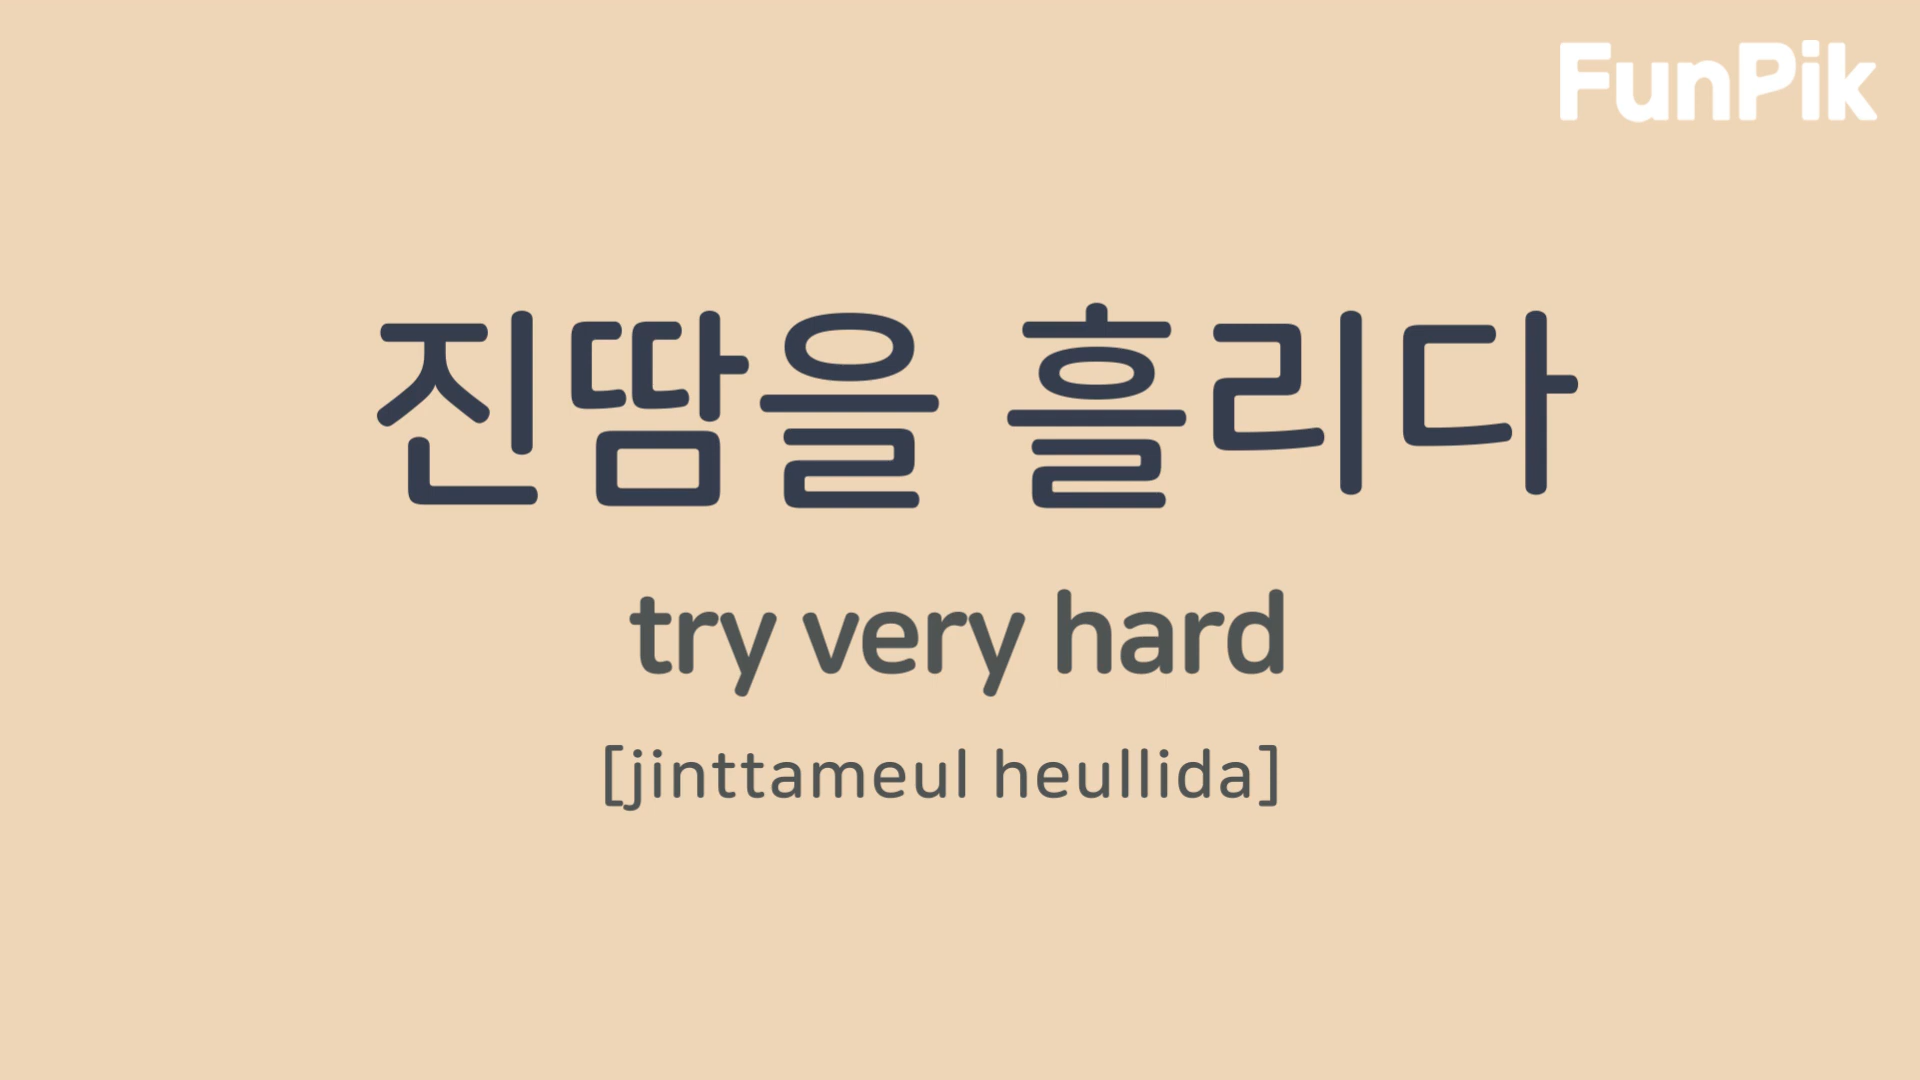 FunPik
진땀을 흘리다
try very hard
[jinttameul heullida]